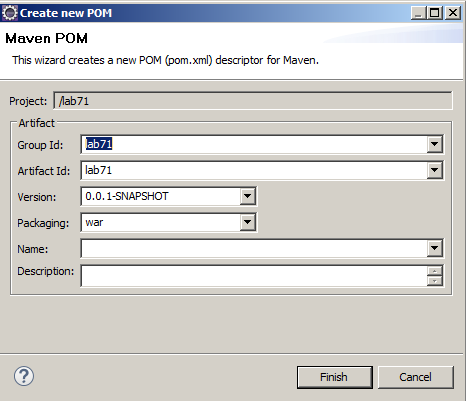 Create new POM
Maven POM
This wizard creates a new POM (pom.xml) descriptor for Maven.
Project: /lab71
Artifact
Group Id: lab71
Artifact Id: lab71
Version: 0.0.1-SNAPSHOT
Packaging: war
Name:
Description:
? Finish Cancel